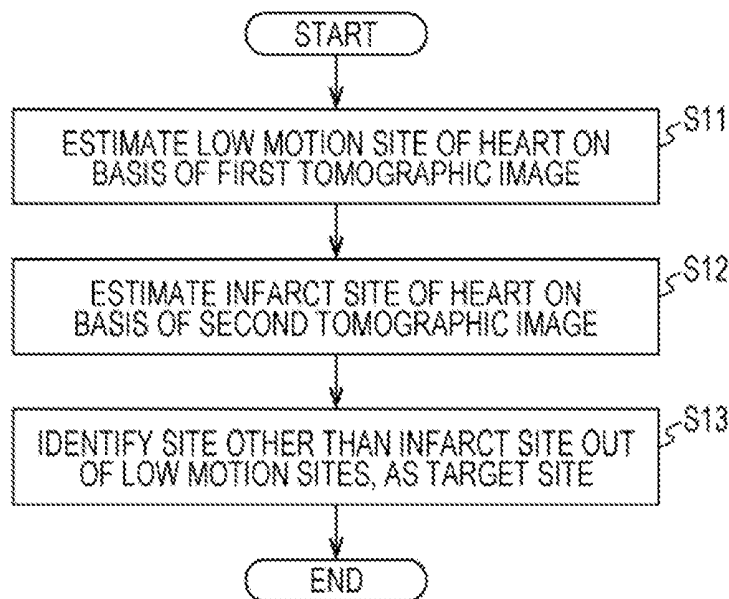 START
S11
ESTIMATE LOW MOTION SITE OF HEART ON
BASIS OF FIRST TOMOGRAPHIC IMAGE
S12
ESTIMATE INFARCT SITE OF HEART ON
BASIS OF SECOND TOMOGRAPHIC IMAGE
S13
IDENTIFY SITE OTHER THAN INFARCT SITE OUT
OF LOW MOTION SITES, AS TARGET SITE
END